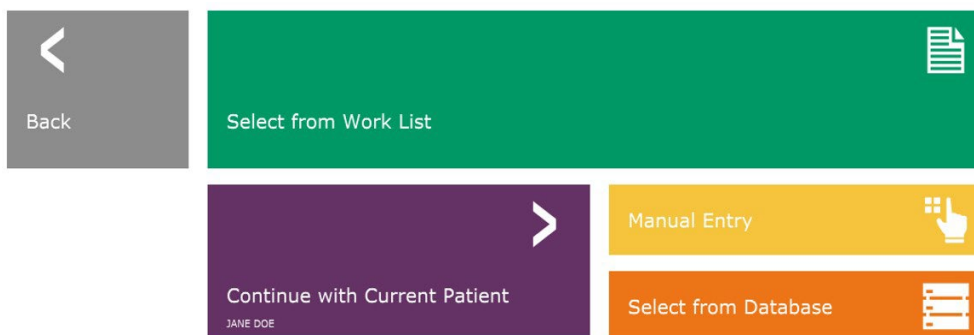 Back
Select from Work List
Manual Entry
Continue with Current Patient
JANE DOE
Select from Database